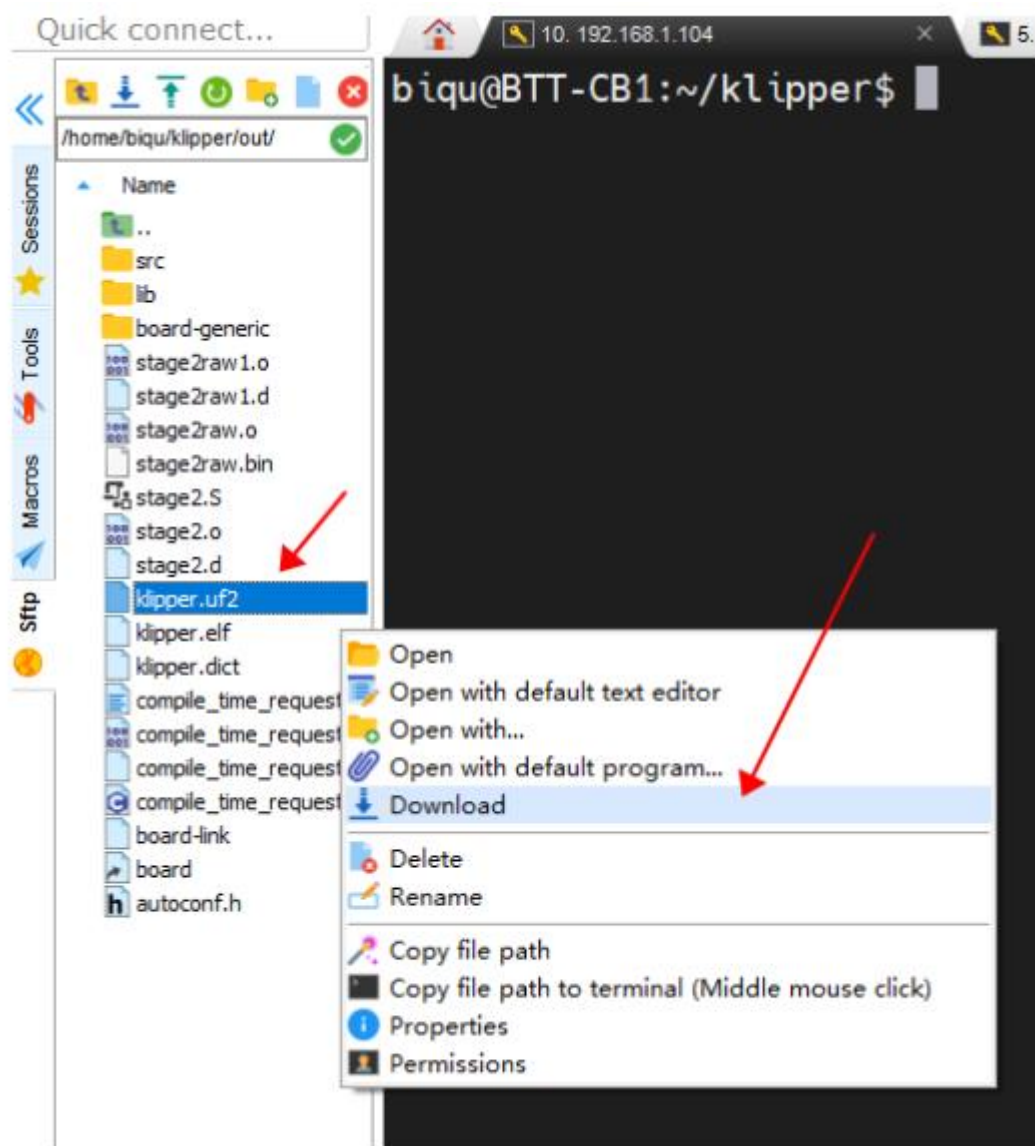 Quick connect...
10. 192.168.1.104
5.
/home/biqu/klipper/out/
biqu@BTT-CB1:~/klipper$
Sessions
Tools
Macros
Sftp
Name
..
src
lib
board-generic
stage2raw1.o
stage2raw1.d
stage2raw.o
stage2raw.bin
stage2.S
stage2.o
stage2.d
klipper.uf2
klipper.elf
klipper.dict
compile_time_request
compile_time_request
compile_time_request
compile_time_request
board-link
board
autoconf.h
Open
Open with default text editor
Open with...
Open with default program...
Download
Delete
Rename
Copy file path
Copy file path to terminal (Middle mouse click)
Properties
Permissions